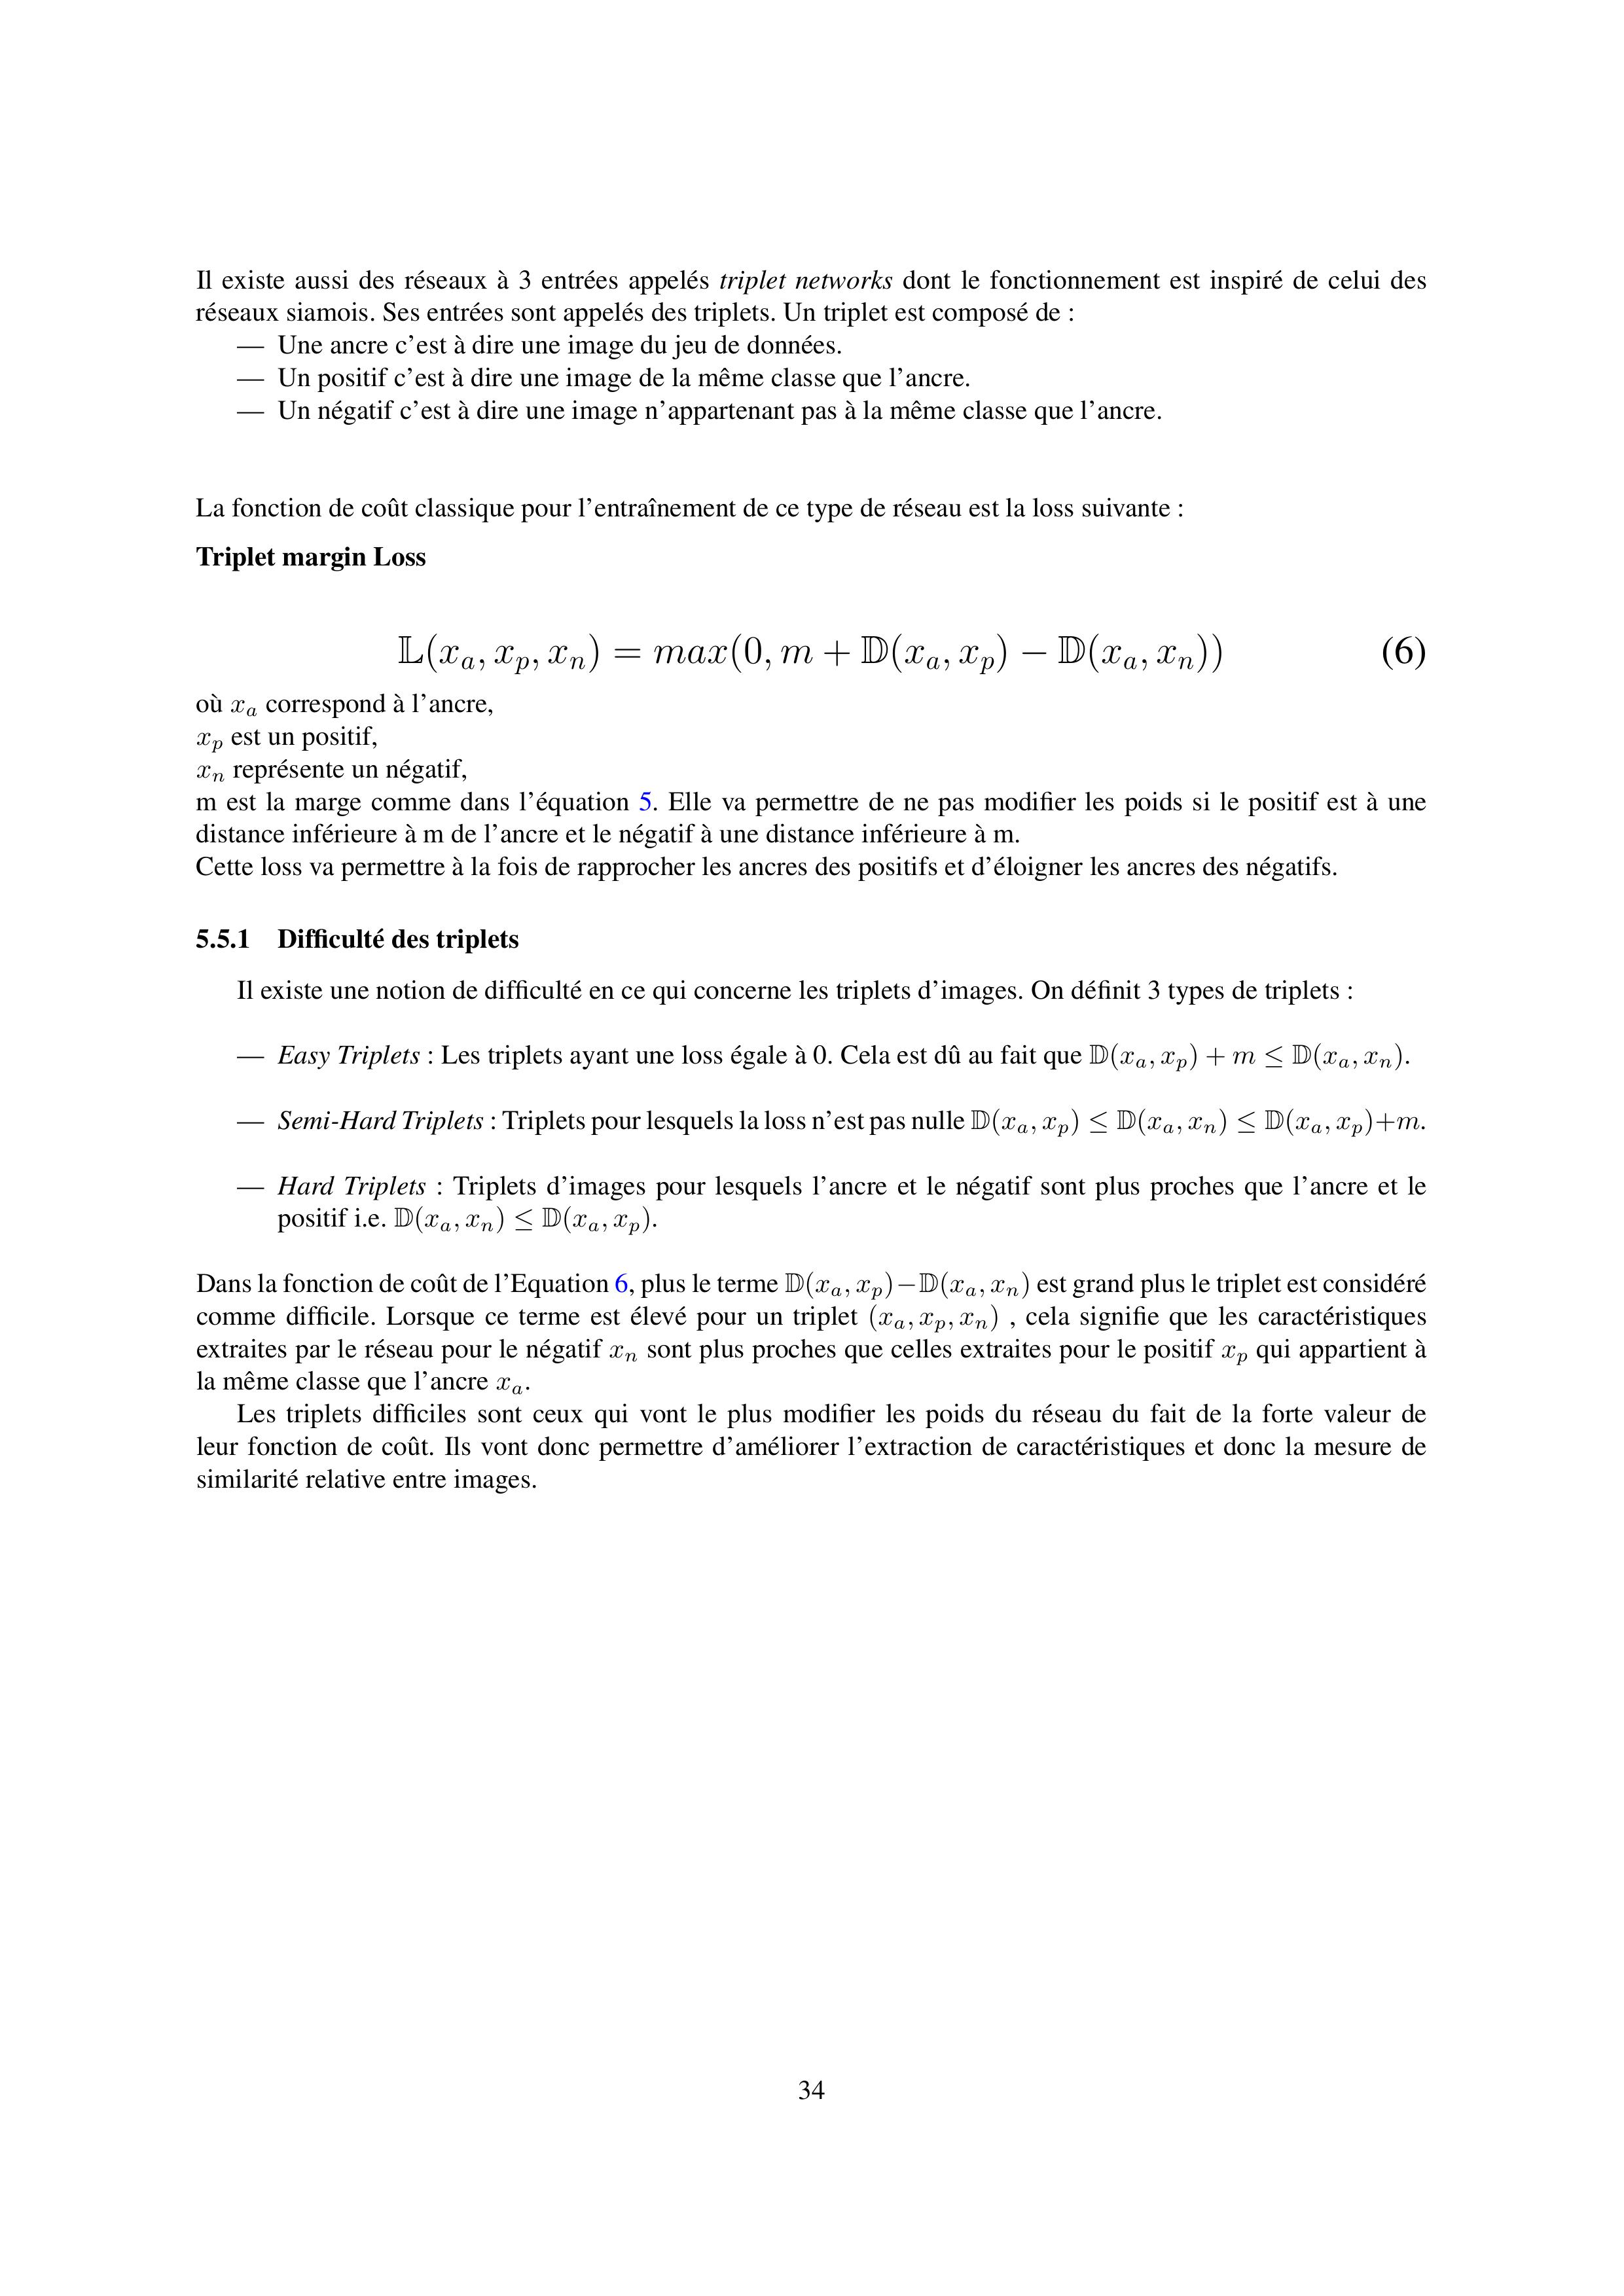 Il existe aussi des réseaux à 3 entrées appelés triplet networks dont le fonctionnement est inspiré de celui des
réseaux siamois. Ses entrées sont appelés des triplets. Un triplet est composé de :
— Une ancre c'est à dire une image du jeu de données.
— Un positif c'est à dire une image de la même classe que l'ancre.
— Un négatif c'est à dire une image n'appartenant pas à la même classe que l'ancre.
La fonction de coût classique pour l'entraînement de ce type de réseau est la loss suivante :
Triplet margin Loss
𝕃(x_a, x_p, x_n) = max(0, m + 𝔻(x_a, x_p) − 𝔻(x_a, x_n)) (6)
où x_a correspond à l'ancre,
x_p est un positif,
x_n représente un négatif,
m est la marge comme dans l'équation 5. Elle va permettre de ne pas modifier les poids si le positif est à une
distance inférieure à m de l'ancre et le négatif à une distance inférieure à m.
Cette loss va permettre à la fois de rapprocher les ancres des positifs et d'éloigner les ancres des négatifs.
5.5.1 Difficulté des triplets
Il existe une notion de difficulté en ce qui concerne les triplets d'images. On définit 3 types de triplets :
— Easy Triplets : Les triplets ayant une loss égale à 0. Cela est dû au fait que 𝔻(x_a, x_p) + m ≤ 𝔻(x_a, x_n).
— Semi-Hard Triplets : Triplets pour lesquels la loss n'est pas nulle 𝔻(x_a, x_p) ≤ 𝔻(x_a, x_n) ≤ 𝔻(x_a, x_p)+m.
— Hard Triplets : Triplets d'images pour lesquels l'ancre et le négatif sont plus proches que l'ancre et le
positif i.e. 𝔻(x_a, x_n) ≤ 𝔻(x_a, x_p).
Dans la fonction de coût de l'Equation 6, plus le terme 𝔻(x_a, x_p)−𝔻(x_a, x_n) est grand plus le triplet est considéré
comme difficile. Lorsque ce terme est élevé pour un triplet (x_a, x_p, x_n) , cela signifie que les caractéristiques
extraites par le réseau pour le négatif x_n sont plus proches que celles extraites pour le positif x_p qui appartient à
la même classe que l'ancre x_a.
Les triplets difficiles sont ceux qui vont le plus modifier les poids du réseau du fait de la forte valeur de
leur fonction de coût. Ils vont donc permettre d'améliorer l'extraction de caractéristiques et donc la mesure de
similarité relative entre images.
34